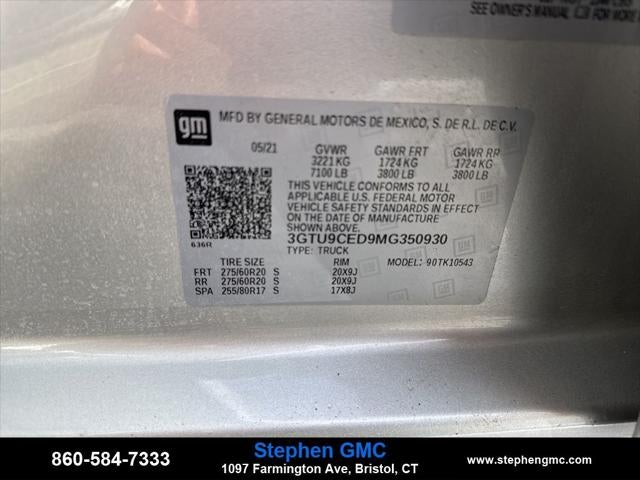 SEE OWNER'S MANUAL FOR MORE
gm
MFD BY GENERAL MOTORS DE MEXICO, S. DE R.L. DE C.V.
05/21 GVWR GAWR FRT GAWR RR
3221 KG 1724 KG 1724 KG
7100 LB 3800 LB 3800 LB
THIS VEHICLE CONFORMS TO ALL
APPLICABLE U.S. FEDERAL MOTOR
VEHICLE SAFETY STANDARDS IN EFFECT
ON THE DATE OF MANUFACTURE
SHOWN ABOVE.
636R 3GTU9CED9MG350930
TYPE: TRUCK MODEL: 90TK10543
TIRE SIZE RIM
FRT 275/60R20 S 20X9J
RR 275/60R20 S 20X9J
SPA 255/80R17 S 17X8J
860-584-7333
Stephen GMC
1097 Farmington Ave, Bristol, CT
www.stephengmc.com